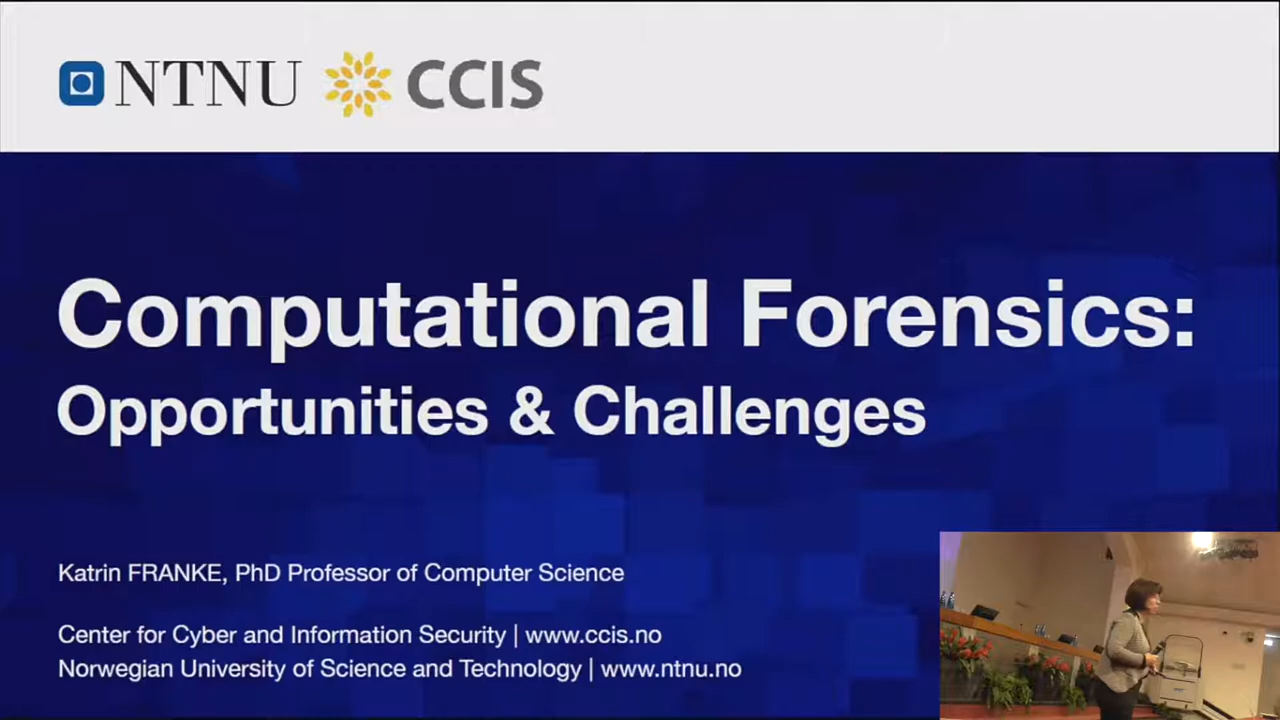 NTNU CCIS
Computational Forensics:
Opportunities & Challenges
Katrin FRANKE, PhD Professor of Computer Science
Center for Cyber and Information Security | www.ccis.no
Norwegian University of Science and Technology | www.ntnu.no